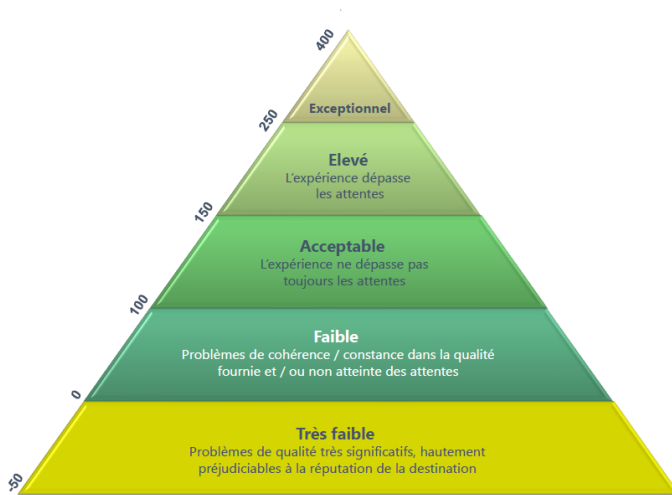 400
Exceptionnel
250
Elevé
L'expérience dépasse
les attentes
150
Acceptable
L'expérience ne dépasse pas
toujours les attentes
100
Faible
Problèmes de cohérence / constance dans la qualité
fournie et / ou non atteinte des attentes
0
Très faible
Problèmes de qualité très significatifs, hautement
préjudiciables à la réputation de la destination
-50